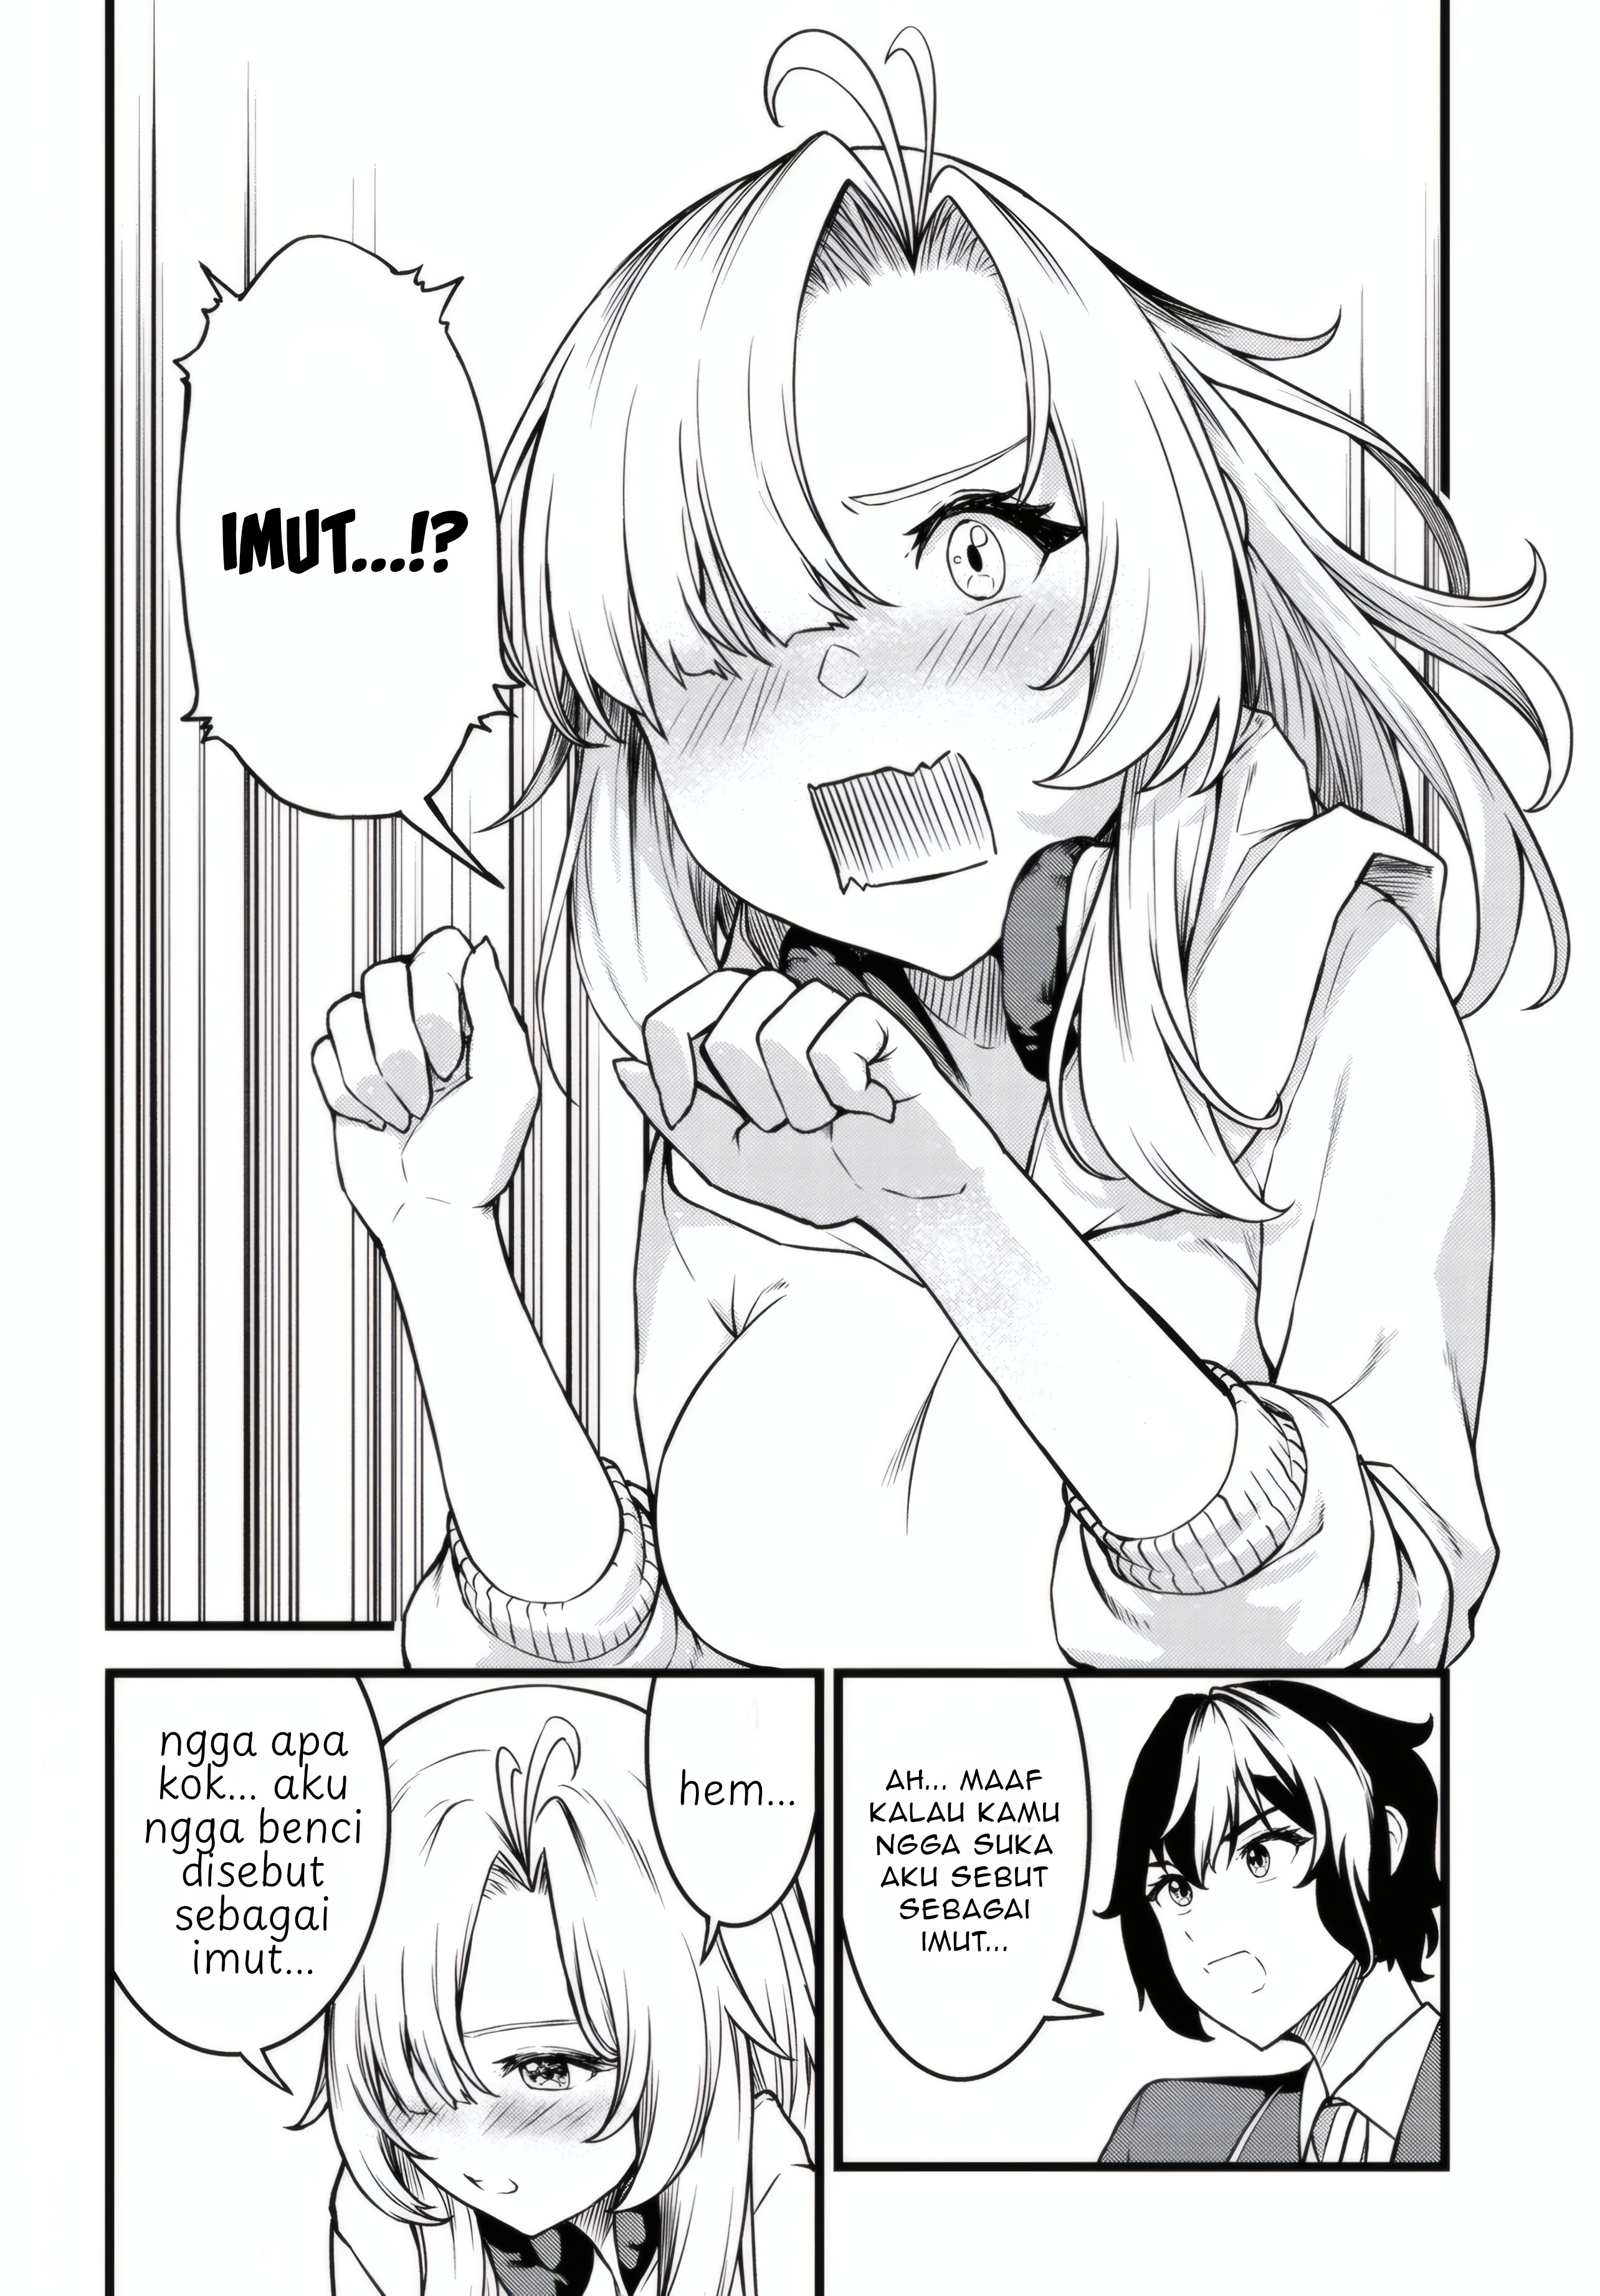 IMUT...!?
AH... MAAF
KALAU KAMU
NGGA SUKA
AKU SEBUT
SEBAGAI
IMUT...
hem...
ngga apa
kok... aku
ngga benci
disebut
sebagai
imut...